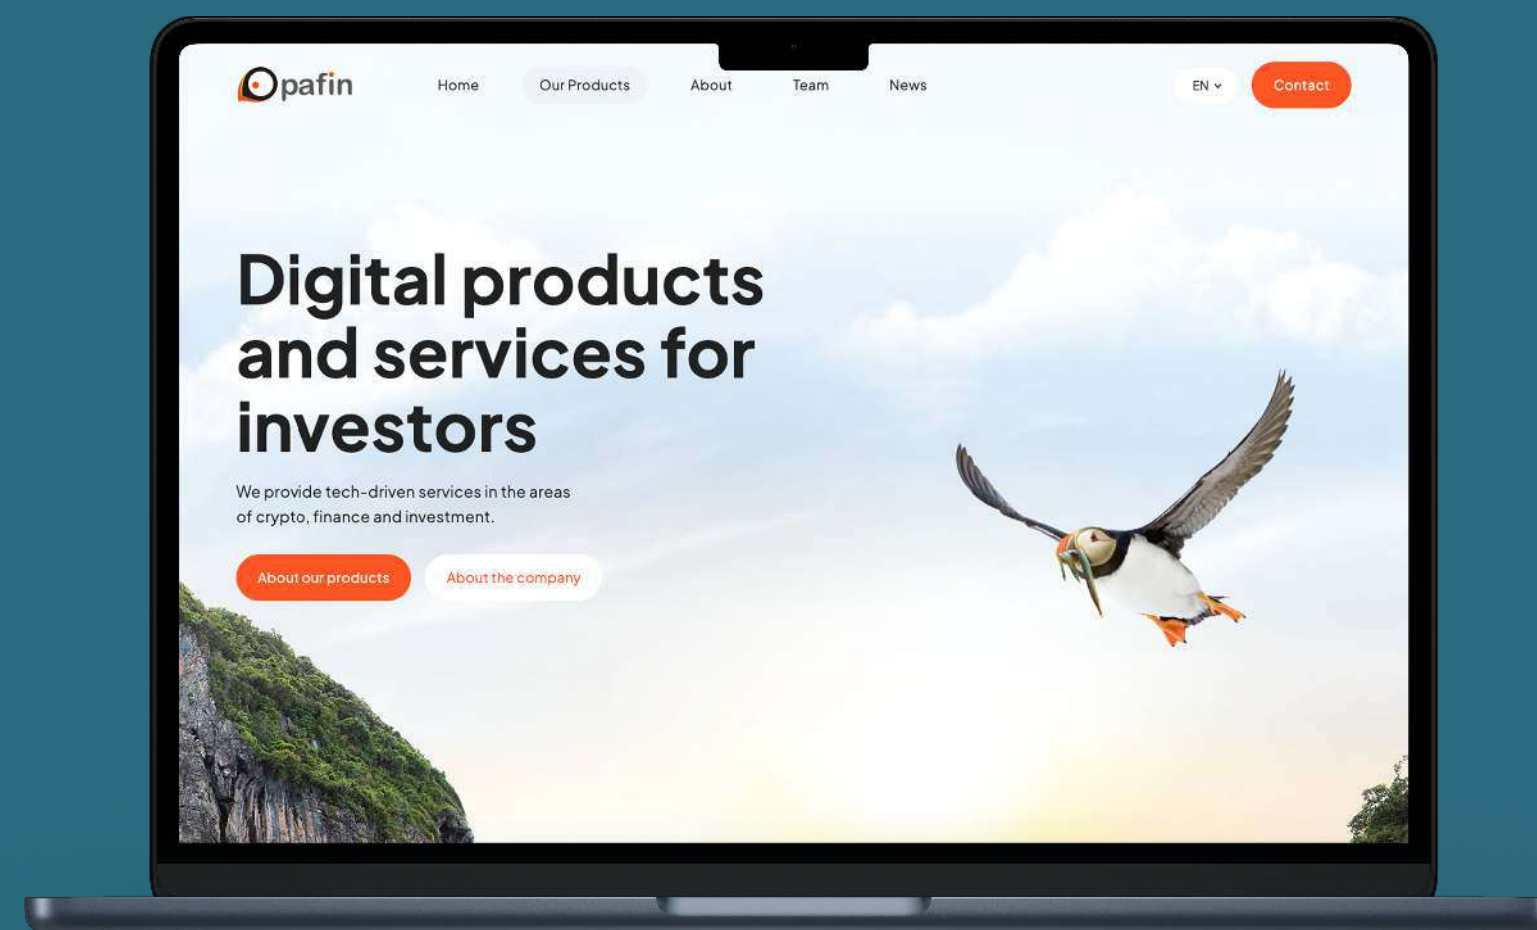 pafin
Home
Our Products
About
Team
News
EN
Contact
Digital products
and services for
investors
We provide tech-driven services in the areas
of crypto, finance and investment.
About our products
About the company